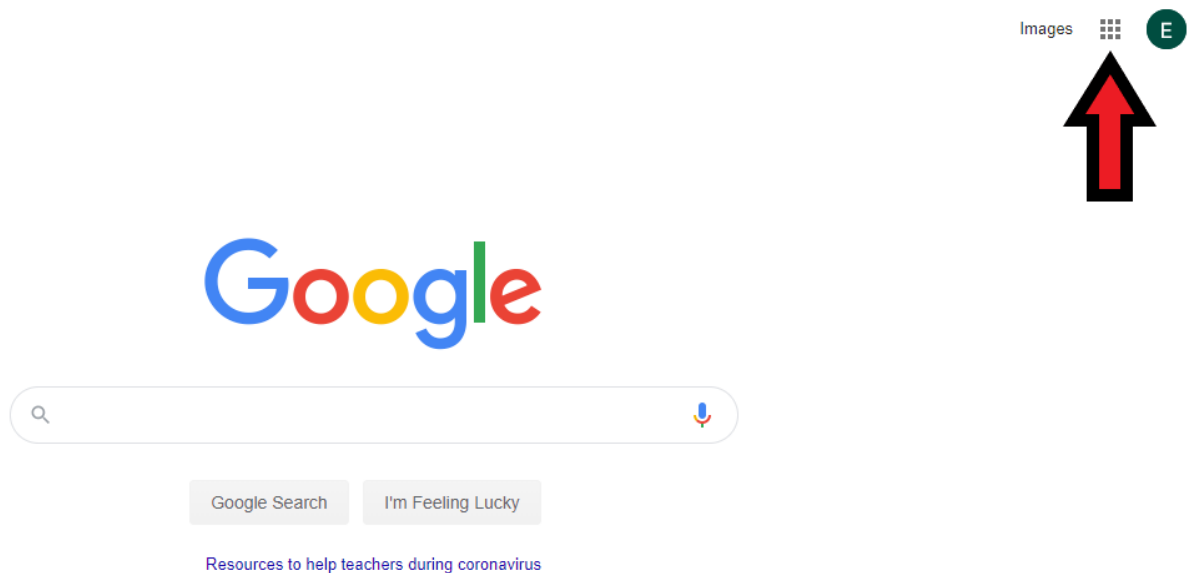 Images
E
Google
Google Search
I'm Feeling Lucky
Resources to help teachers during coronavirus